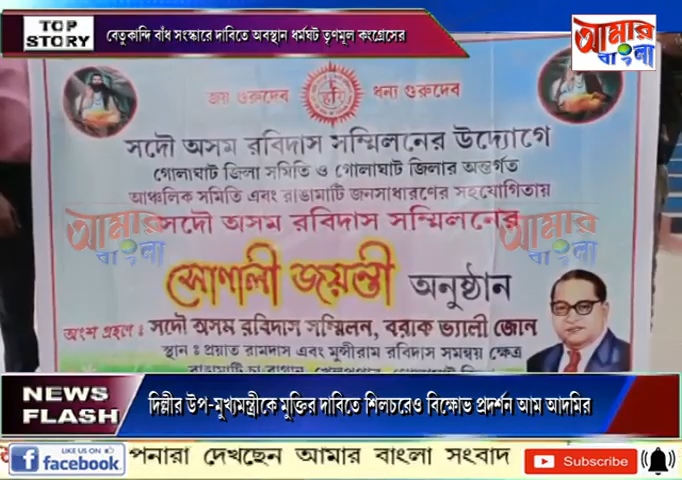 TOP STORY
বেতুকান্দি বাঁধ সংস্কারে দাবিতে অবস্থান ধর্মঘট তৃণমূল কংগ্রেসের
আমার
বাংলা
জয় গুরুদেব ধন্য গুরুদেব
সদৌ অসম রবিদাস সম্মিলনের উদ্যোগে
গোলাঘাট জিলা সমিতি ও গোলাঘাট জিলার অন্তর্গত
আঞ্চলিক সমিতি এবং রাঙামাটি জনসাধারণের সহযোগিতায়
আমার বাংলা
সদৌ অসম রবিদাস সম্মিলনের
আমার বাংলা
সোণালী জয়ন্তী অনুষ্ঠান
অংশ গ্রহণ : সদৌ অসম রবিদাস সম্মিলন, বরাক ভ্যালী জোন
স্থান : প্রয়াত রামদাস এবং মুন্সীরাম রবিদাস সমন্বয় ক্ষেত্র
NEWS FLASH
দিল্লীর উপ-মুখ্যমন্ত্রীকে মুক্তির দাবিতে শিলচরেও বিক্ষোভ প্রদর্শন আম আদমির
LIKE US ON
facebook
পনারা দেখছেন আমার বাংলা সংবাদ
Subscribe